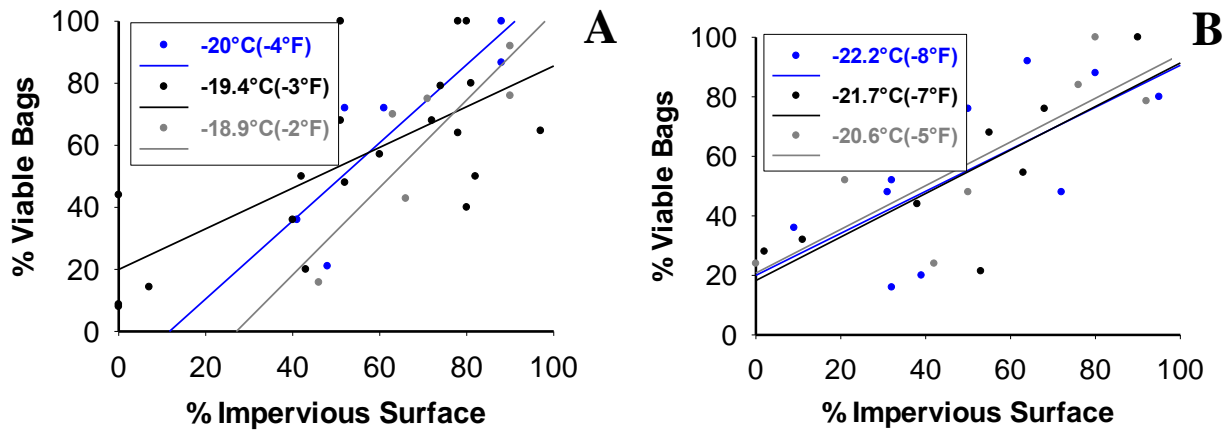 A
-20°C(-4°F)
-19.4°C(-3°F)
-18.9°C(-2°F)
% Viable Bags
100
80
60
40
20
0
0 20 40 60 80 100
% Impervious Surface
B
-22.2°C(-8°F)
-21.7°C(-7°F)
-20.6°C(-5°F)
% Viable Bags
100
80
60
40
20
0
0 20 40 60 80 100
% Impervious Surface